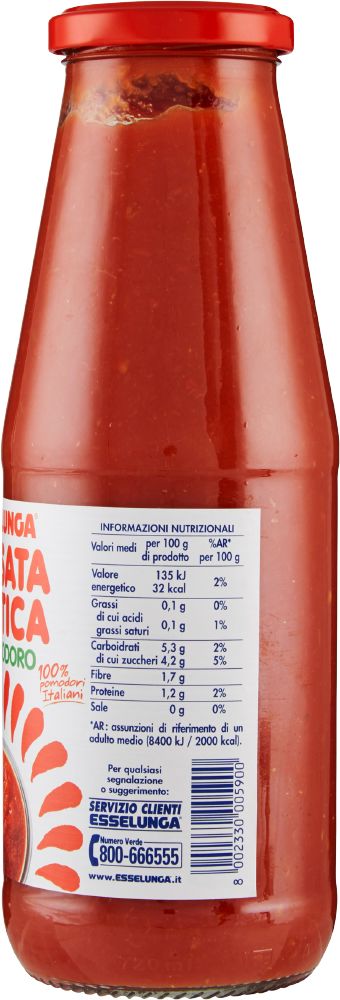 LUNGA®
SATA
TICA
ODORO
100%
pomodori
Italiani
INFORMAZIONI NUTRIZIONALI
Valori medi per 100 g di prodotto %AR* per 100 g
Valore energetico 135 kJ 32 kcal 2%
Grassi 0,1 g 0%
di cui acidi grassi saturi 0,1 g 1%
Carboidrati 5,3 g 2%
di cui zuccheri 4,2 g 5%
Fibre 1,7 g
Proteine 1,2 g 2%
Sale 0 g 0%
*AR: assunzioni di riferimento di un
adulto medio (8400 kJ / 2000 kcal).
Per qualsiasi
segnalazione
o suggerimento:
SERVIZIO CLIENTI
ESSELUNGA®
Numero Verde
800-666555
www.ESSELUNGA.it
8 002330 005900